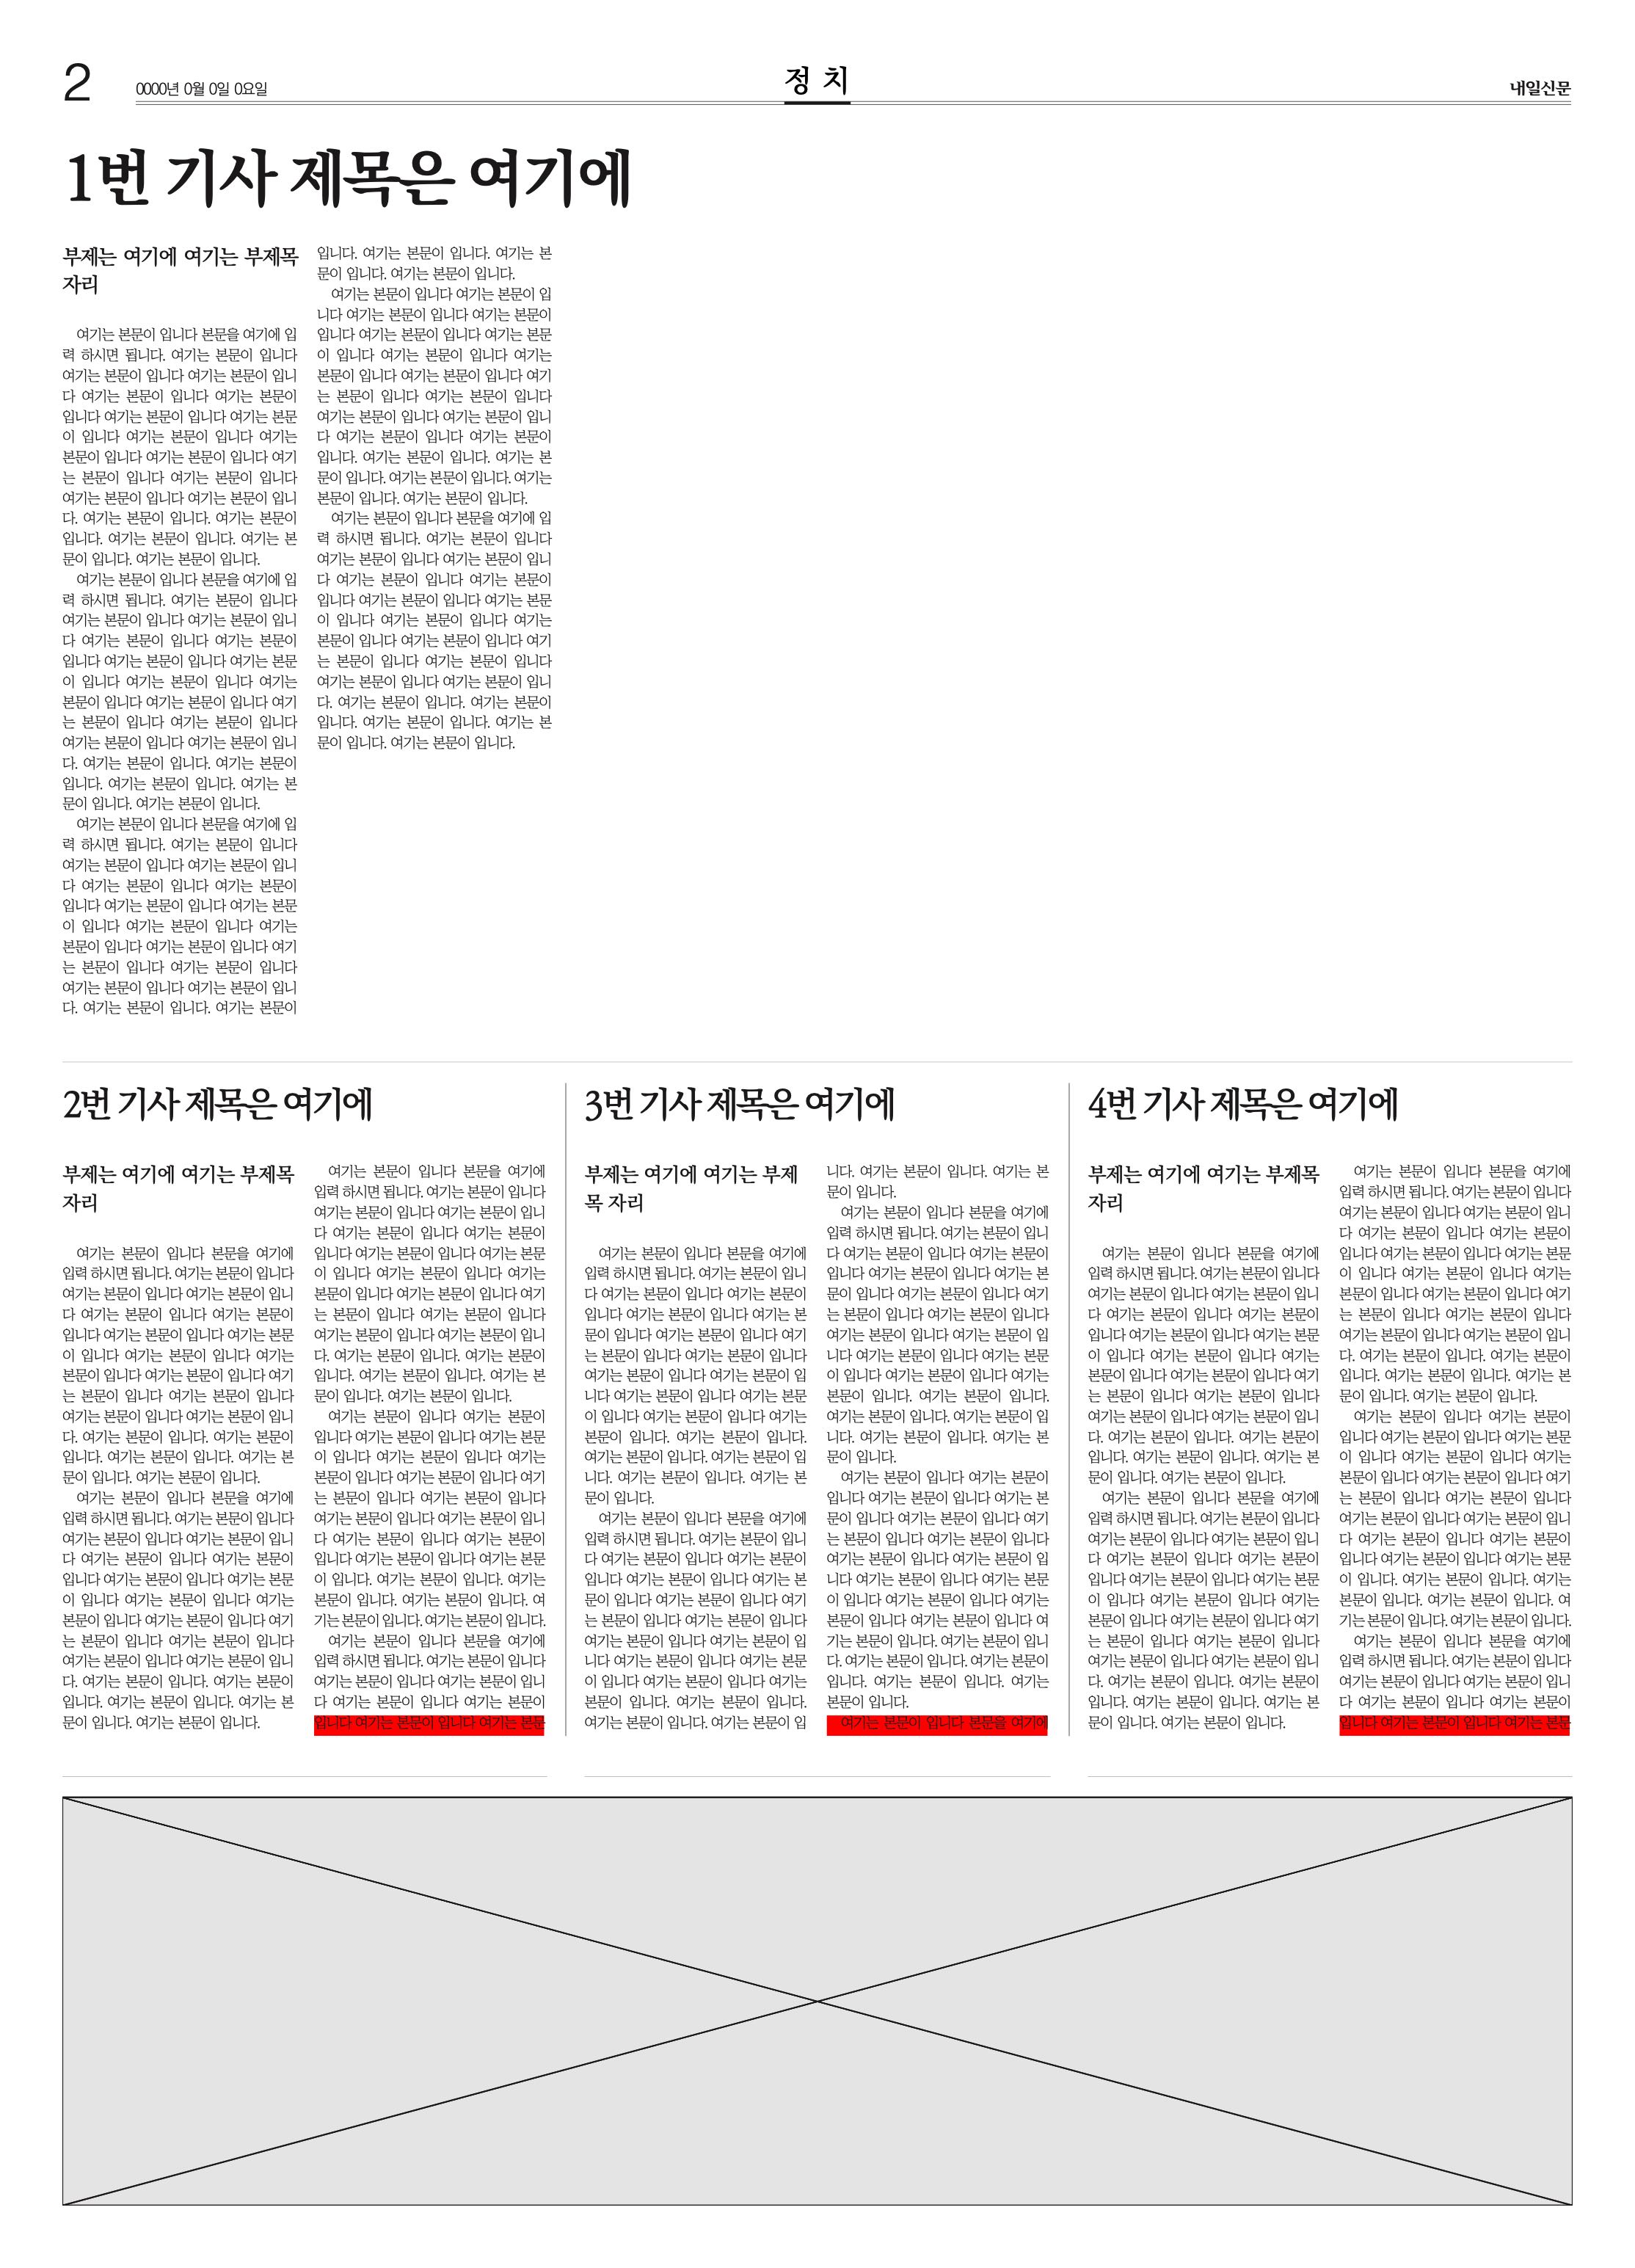 2
0000년 0월 0일 0요일
정 치
내일신문
1번 기사 제목은 여기에
부제는 여기에 여기는 부제목
자리
여기는 본문이 입니다 본문을 여기에 입
력 하시면 됩니다. 여기는 본문이 입니다
여기는 본문이 입니다 여기는 본문이 입니
다 여기는 본문이 입니다 여기는 본문이
입니다 여기는 본문이 입니다 여기는 본문
이 입니다 여기는 본문이 입니다 여기는
본문이 입니다 여기는 본문이 입니다 여기
는 본문이 입니다 여기는 본문이 입니다
여기는 본문이 입니다 여기는 본문이 입니
다. 여기는 본문이 입니다. 여기는 본문이
입니다. 여기는 본문이 입니다. 여기는 본
문이 입니다. 여기는 본문이 입니다.
여기는 본문이 입니다 본문을 여기에 입
력 하시면 됩니다. 여기는 본문이 입니다
여기는 본문이 입니다 여기는 본문이 입니
다 여기는 본문이 입니다 여기는 본문이
입니다 여기는 본문이 입니다 여기는 본문
이 입니다 여기는 본문이 입니다 여기는
본문이 입니다 여기는 본문이 입니다 여기
는 본문이 입니다 여기는 본문이 입니다
여기는 본문이 입니다 여기는 본문이 입니
다. 여기는 본문이 입니다. 여기는 본문이
입니다. 여기는 본문이 입니다. 여기는 본
문이 입니다. 여기는 본문이 입니다.
여기는 본문이 입니다 본문을 여기에 입
력 하시면 됩니다. 여기는 본문이 입니다
여기는 본문이 입니다 여기는 본문이 입니
다 여기는 본문이 입니다 여기는 본문이
입니다 여기는 본문이 입니다 여기는 본문
이 입니다 여기는 본문이 입니다 여기는
본문이 입니다 여기는 본문이 입니다 여기
는 본문이 입니다 여기는 본문이 입니다
여기는 본문이 입니다 여기는 본문이 입니
다. 여기는 본문이 입니다. 여기는 본문이
입니다. 여기는 본문이 입니다. 여기는 본
문이 입니다. 여기는 본문이 입니다.
여기는 본문이 입니다 여기는 본문이 입
니다 여기는 본문이 입니다 여기는 본문이
입니다 여기는 본문이 입니다 여기는 본문
이 입니다 여기는 본문이 입니다 여기는
본문이 입니다 여기는 본문이 입니다 여기
는 본문이 입니다 여기는 본문이 입니다
여기는 본문이 입니다 여기는 본문이 입니
다 여기는 본문이 입니다 여기는 본문이
입니다. 여기는 본문이 입니다. 여기는 본
문이 입니다. 여기는 본문이 입니다. 여기는
본문이 입니다. 여기는 본문이 입니다.
여기는 본문이 입니다 본문을 여기에 입
력 하시면 됩니다. 여기는 본문이 입니다
여기는 본문이 입니다 여기는 본문이 입니
다 여기는 본문이 입니다 여기는 본문이
입니다 여기는 본문이 입니다 여기는 본문
이 입니다 여기는 본문이 입니다 여기는
본문이 입니다 여기는 본문이 입니다 여기
는 본문이 입니다 여기는 본문이 입니다
여기는 본문이 입니다 여기는 본문이 입니
다. 여기는 본문이 입니다. 여기는 본문이
입니다. 여기는 본문이 입니다. 여기는 본
문이 입니다. 여기는 본문이 입니다.
2번 기사 제목은 여기에
부제는 여기에 여기는 부제목
자리
여기는 본문이 입니다 본문을 여기에
입력 하시면 됩니다. 여기는 본문이 입니다
여기는 본문이 입니다 여기는 본문이 입니
다 여기는 본문이 입니다 여기는 본문이
입니다 여기는 본문이 입니다 여기는 본문
이 입니다 여기는 본문이 입니다 여기는
본문이 입니다 여기는 본문이 입니다 여기
는 본문이 입니다 여기는 본문이 입니다
여기는 본문이 입니다 여기는 본문이 입니
다. 여기는 본문이 입니다. 여기는 본문이
입니다. 여기는 본문이 입니다. 여기는 본
문이 입니다. 여기는 본문이 입니다.
여기는 본문이 입니다 본문을 여기에
입력 하시면 됩니다. 여기는 본문이 입니다
여기는 본문이 입니다 여기는 본문이 입니
다 여기는 본문이 입니다 여기는 본문이
입니다 여기는 본문이 입니다 여기는 본문
이 입니다 여기는 본문이 입니다 여기는
본문이 입니다 여기는 본문이 입니다 여기
는 본문이 입니다 여기는 본문이 입니다
여기는 본문이 입니다 여기는 본문이 입니
다. 여기는 본문이 입니다. 여기는 본문이
입니다. 여기는 본문이 입니다. 여기는 본
문이 입니다. 여기는 본문이 입니다.
여기는 본문이 입니다 본문을 여기에
입력 하시면 됩니다. 여기는 본문이 입니다
여기는 본문이 입니다 여기는 본문이 입니
다 여기는 본문이 입니다 여기는 본문이
입니다 여기는 본문이 입니다 여기는 본문
이 입니다 여기는 본문이 입니다 여기는
본문이 입니다 여기는 본문이 입니다 여기
는 본문이 입니다 여기는 본문이 입니다
여기는 본문이 입니다 여기는 본문이 입니
다. 여기는 본문이 입니다. 여기는 본문이
입니다. 여기는 본문이 입니다. 여기는 본
문이 입니다. 여기는 본문이 입니다.
여기는 본문이 입니다 여기는 본문이
입니다 여기는 본문이 입니다 여기는 본문
이 입니다 여기는 본문이 입니다 여기는
본문이 입니다 여기는 본문이 입니다 여기
는 본문이 입니다 여기는 본문이 입니다
여기는 본문이 입니다 여기는 본문이 입니
다 여기는 본문이 입니다 여기는 본문이
입니다 여기는 본문이 입니다 여기는 본문
이 입니다. 여기는 본문이 입니다. 여기는
본문이 입니다. 여기는 본문이 입니다. 여
기는 본문이 입니다. 여기는 본문이 입니다.
여기는 본문이 입니다 본문을 여기에
입력 하시면 됩니다. 여기는 본문이 입니다
여기는 본문이 입니다 여기는 본문이 입니
다 여기는 본문이 입니다 여기는 본문이
입니다 여기는 본문이 입니다 여기는 본문
3번 기사 제목은 여기에
부제는 여기에 여기는 부제
목 자리
여기는 본문이 입니다 본문을 여기에
입력 하시면 됩니다. 여기는 본문이 입니
다 여기는 본문이 입니다 여기는 본문이
입니다 여기는 본문이 입니다 여기는 본
문이 입니다 여기는 본문이 입니다 여기
는 본문이 입니다 여기는 본문이 입니다
여기는 본문이 입니다 여기는 본문이 입
니다 여기는 본문이 입니다 여기는 본문
이 입니다 여기는 본문이 입니다 여기는
본문이 입니다. 여기는 본문이 입니다.
여기는 본문이 입니다. 여기는 본문이 입
니다. 여기는 본문이 입니다. 여기는 본
문이 입니다.
여기는 본문이 입니다 본문을 여기에
입력 하시면 됩니다. 여기는 본문이 입니
다 여기는 본문이 입니다 여기는 본문이
입니다 여기는 본문이 입니다 여기는 본
문이 입니다 여기는 본문이 입니다 여기
는 본문이 입니다 여기는 본문이 입니다
여기는 본문이 입니다 여기는 본문이 입
니다 여기는 본문이 입니다 여기는 본문
이 입니다 여기는 본문이 입니다 여기는
본문이 입니다. 여기는 본문이 입니다.
여기는 본문이 입니다. 여기는 본문이 입
니다. 여기는 본문이 입니다. 여기는 본
문이 입니다.
여기는 본문이 입니다 본문을 여기에
입력 하시면 됩니다. 여기는 본문이 입니
다 여기는 본문이 입니다 여기는 본문이
입니다 여기는 본문이 입니다 여기는 본
문이 입니다 여기는 본문이 입니다 여기
는 본문이 입니다 여기는 본문이 입니다
여기는 본문이 입니다 여기는 본문이 입
니다 여기는 본문이 입니다 여기는 본문
이 입니다 여기는 본문이 입니다 여기는
본문이 입니다. 여기는 본문이 입니다.
여기는 본문이 입니다. 여기는 본문이 입
니다. 여기는 본문이 입니다. 여기는 본
문이 입니다.
여기는 본문이 입니다 여기는 본문이
입니다 여기는 본문이 입니다 여기는 본
문이 입니다 여기는 본문이 입니다 여기
는 본문이 입니다 여기는 본문이 입니다
여기는 본문이 입니다 여기는 본문이 입
니다 여기는 본문이 입니다 여기는 본문
이 입니다 여기는 본문이 입니다 여기는
본문이 입니다 여기는 본문이 입니다 여
기는 본문이 입니다. 여기는 본문이 입니
다. 여기는 본문이 입니다. 여기는 본문이
입니다. 여기는 본문이 입니다. 여기는
본문이 입니다.
여기는 본문이 입니다 본문을 여기에
4번 기사 제목은 여기에
부제는 여기에 여기는 부제목
자리
여기는 본문이 입니다 본문을 여기에
입력 하시면 됩니다. 여기는 본문이 입니다
여기는 본문이 입니다 여기는 본문이 입니
다 여기는 본문이 입니다 여기는 본문이
입니다 여기는 본문이 입니다 여기는 본문
이 입니다 여기는 본문이 입니다 여기는
본문이 입니다 여기는 본문이 입니다 여기
는 본문이 입니다 여기는 본문이 입니다
여기는 본문이 입니다 여기는 본문이 입니
다. 여기는 본문이 입니다. 여기는 본문이
입니다. 여기는 본문이 입니다. 여기는 본
문이 입니다. 여기는 본문이 입니다.
여기는 본문이 입니다 본문을 여기에
입력 하시면 됩니다. 여기는 본문이 입니다
여기는 본문이 입니다 여기는 본문이 입니
다 여기는 본문이 입니다 여기는 본문이
입니다 여기는 본문이 입니다 여기는 본문
이 입니다 여기는 본문이 입니다 여기는
본문이 입니다 여기는 본문이 입니다 여기
는 본문이 입니다 여기는 본문이 입니다
여기는 본문이 입니다 여기는 본문이 입니
다. 여기는 본문이 입니다. 여기는 본문이
입니다. 여기는 본문이 입니다. 여기는 본
문이 입니다. 여기는 본문이 입니다.
여기는 본문이 입니다 본문을 여기에
입력 하시면 됩니다. 여기는 본문이 입니다
여기는 본문이 입니다 여기는 본문이 입니
다 여기는 본문이 입니다 여기는 본문이
입니다 여기는 본문이 입니다 여기는 본문
이 입니다 여기는 본문이 입니다 여기는
본문이 입니다 여기는 본문이 입니다 여기
는 본문이 입니다 여기는 본문이 입니다
여기는 본문이 입니다 여기는 본문이 입니
다. 여기는 본문이 입니다. 여기는 본문이
입니다. 여기는 본문이 입니다. 여기는 본
문이 입니다. 여기는 본문이 입니다.
여기는 본문이 입니다 여기는 본문이
입니다 여기는 본문이 입니다 여기는 본문
이 입니다 여기는 본문이 입니다 여기는
본문이 입니다 여기는 본문이 입니다 여기
는 본문이 입니다 여기는 본문이 입니다
여기는 본문이 입니다 여기는 본문이 입니
다 여기는 본문이 입니다 여기는 본문이
입니다 여기는 본문이 입니다 여기는 본문
이 입니다. 여기는 본문이 입니다. 여기는
본문이 입니다. 여기는 본문이 입니다. 여
기는 본문이 입니다. 여기는 본문이 입니다.
여기는 본문이 입니다 본문을 여기에
입력 하시면 됩니다. 여기는 본문이 입니다
여기는 본문이 입니다 여기는 본문이 입니
다 여기는 본문이 입니다 여기는 본문이
입니다 여기는 본문이 입니다 여기는 본문